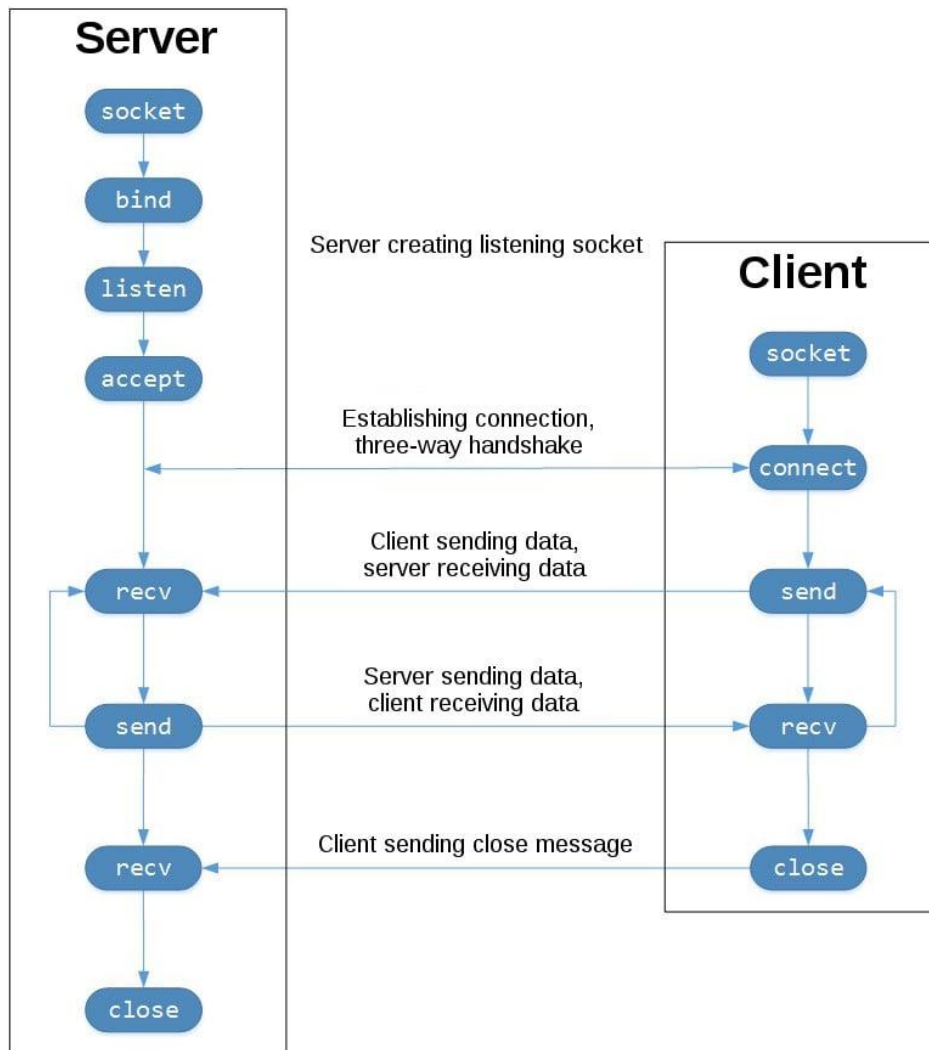 Server
socket
bind
listen
accept
recv
send
recv
close
Server creating listening socket
Establishing connection,
three-way handshake
Client sending data,
server receiving data
Server sending data,
client receiving data
Client sending close message
Client
socket
connect
send
recv
close